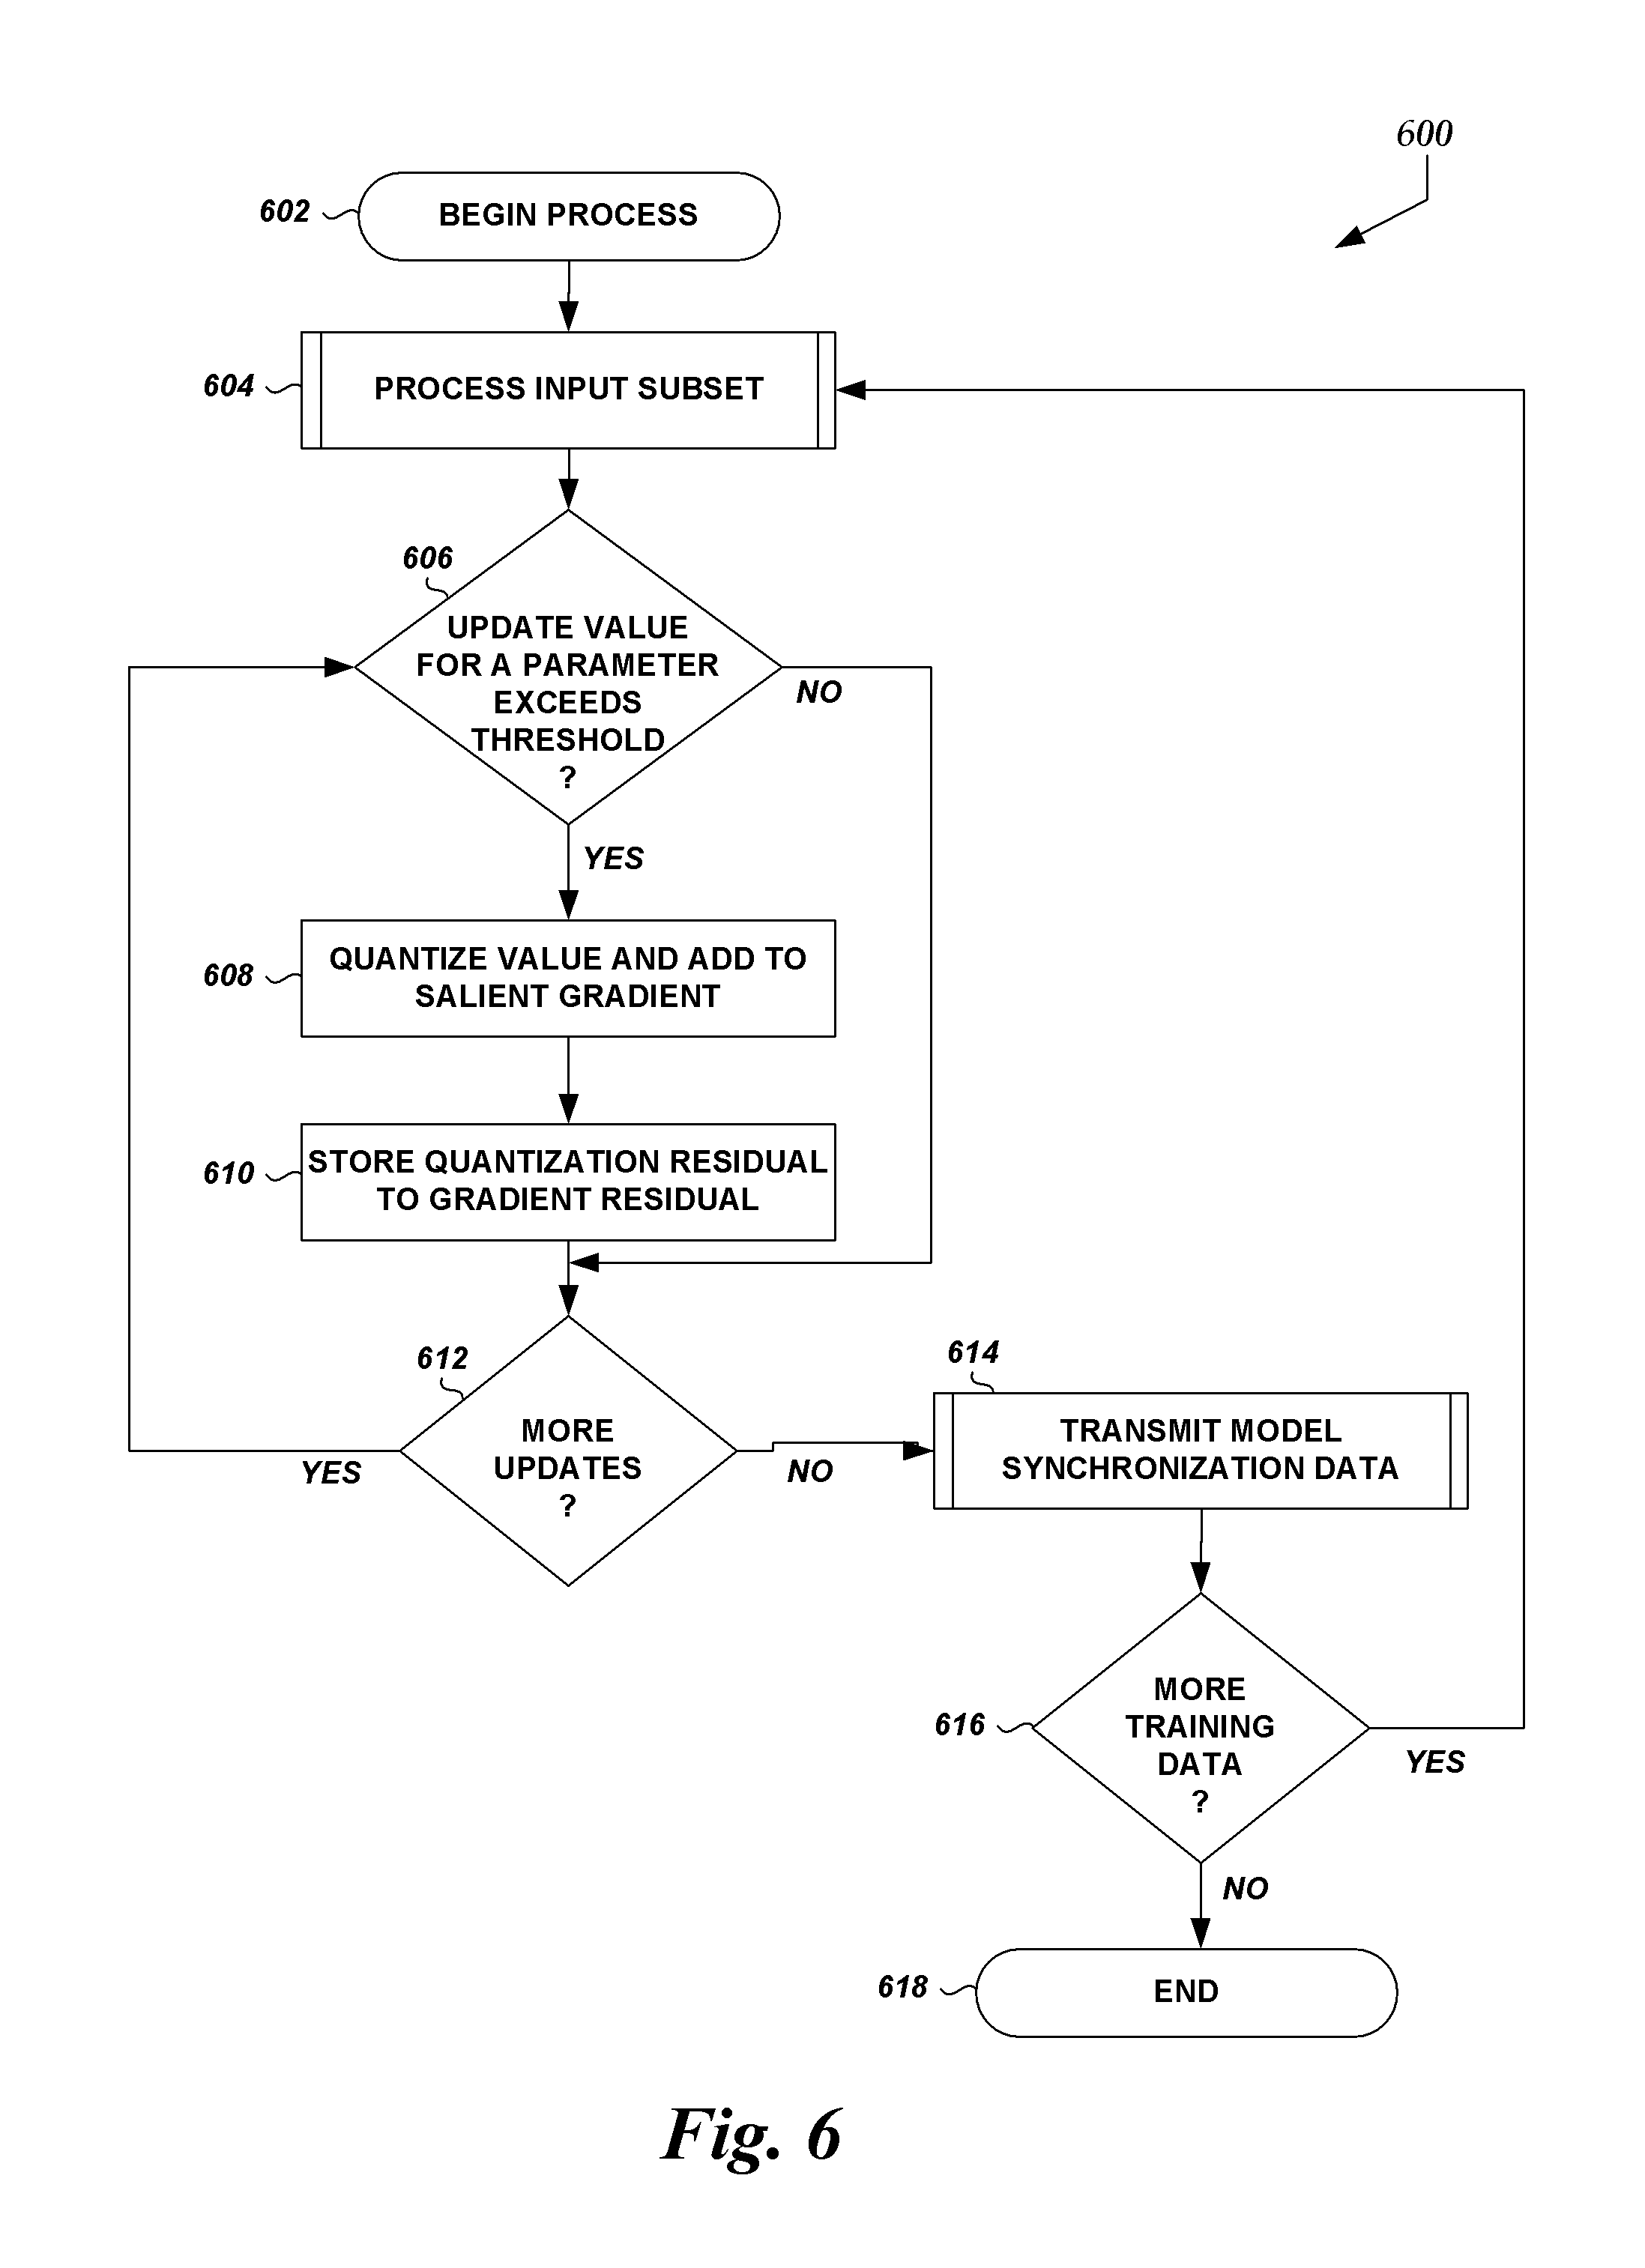 600
602
BEGIN PROCESS
604
PROCESS INPUT SUBSET
606
UPDATE VALUE
FOR A PARAMETER
EXCEEDS
THRESHOLD
?
NO
YES
608
QUANTIZE VALUE AND ADD TO
SALIENT GRADIENT
610
STORE QUANTIZATION RESIDUAL
TO GRADIENT RESIDUAL
612
MORE
UPDATES
?
YES
NO
614
TRANSMIT MODEL
SYNCHRONIZATION DATA
616
MORE
TRAINING
DATA
?
YES
NO
618
END
Fig. 6